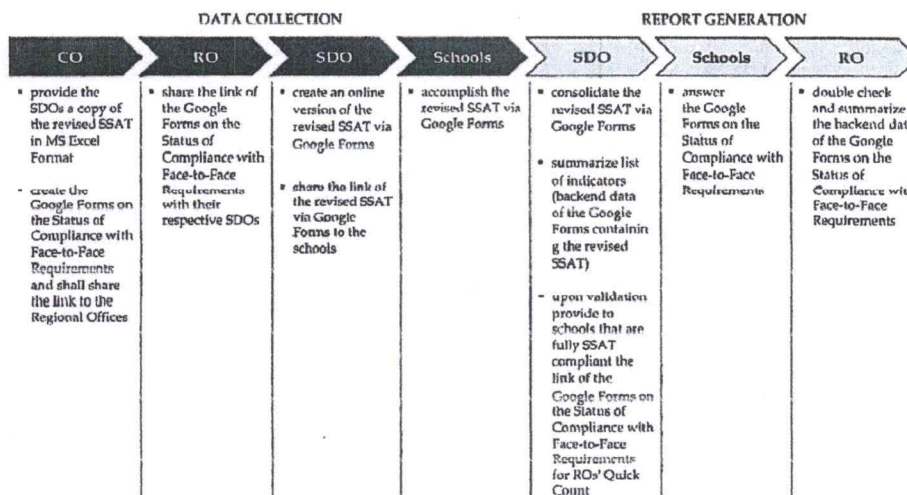 DATA COLLECTION
REPORT GENERATION
CO
RO
SDO
Schools
SDO
Schools
RO
▪ provide the
SDOs a copy of
the revised SSAT
in MS Excel
Format
- create the
Google Forms on
the Status of
Compliance with
Face-to-Face
Requirements
and shall share
the link to the
Regional Offices
▪ share the link of
the Google
Forms on the
Status of
Compliance with
Face-to-Face
Requirements
with their
respective SDOs
▪ create an online
version of the
revised SSAT via
Google Forms
▪ share the link of
the revised SSAT
via Google
Forms to the
schools
▪ accomplish the
revised SSAT via
Google Forms
▪ consolidate the
revised SSAT via
Google Forms
▪ summarize list
of indicators
(backend data
of the Google
Forms containin
g the revised
SSAT)
- upon validation
provide to
schools that are
fully SSAT
compliant the
link of the
Google Forms on
the Status of
Compliance with
Face-to-Face
Requirements
for ROs' Quick
Count
▪ answer
the Google
Forms on the
Status of
Compliance with
Face-to-Face
Requirements
▪ double check
and summarize
the backend dat
of the Google
Forms on the
Status of
Compliance wit
Face-to-Face
Requirements